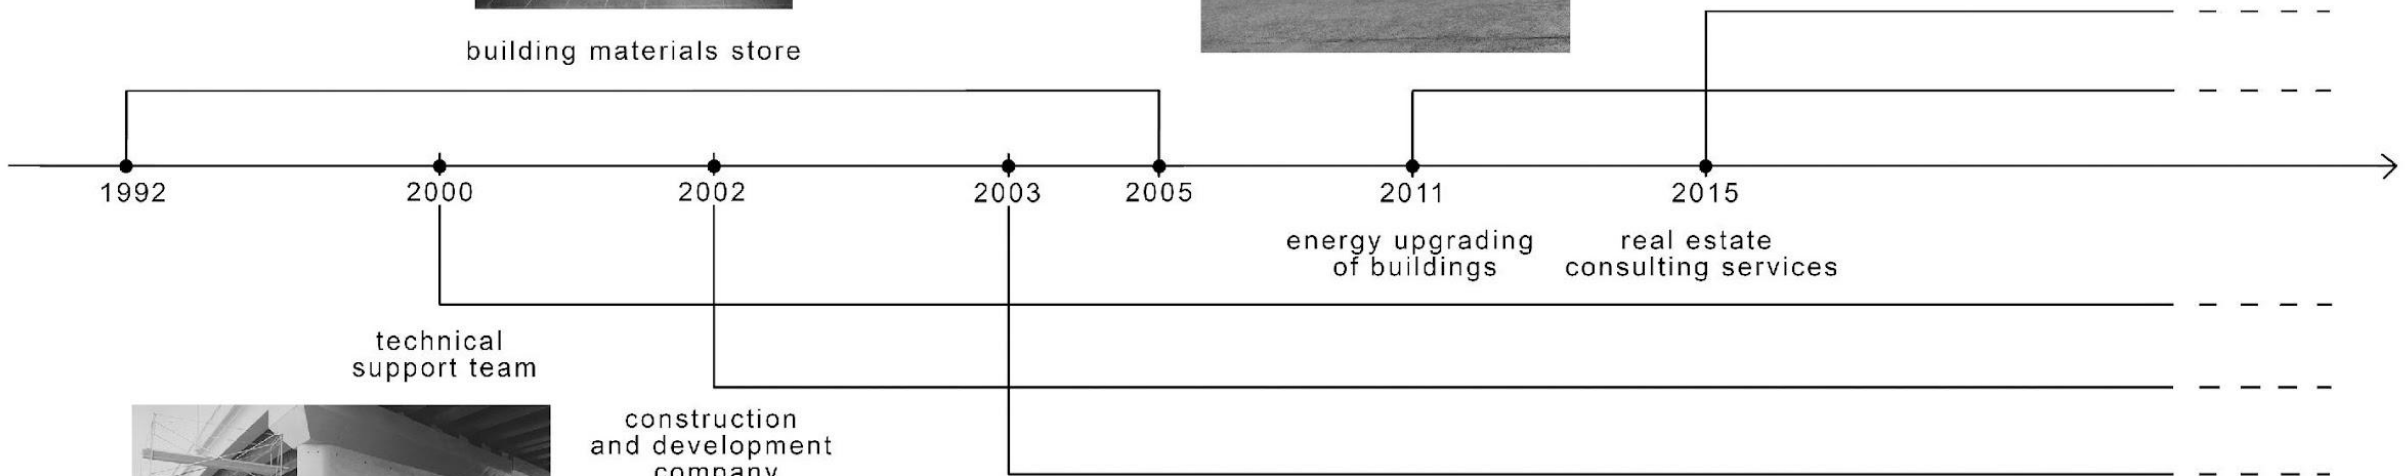 building materials store
1992
2000
2002
2003
2005
2011
2015
energy upgrading
of buildings
real estate
consulting services
technical
support team
construction
and development
company